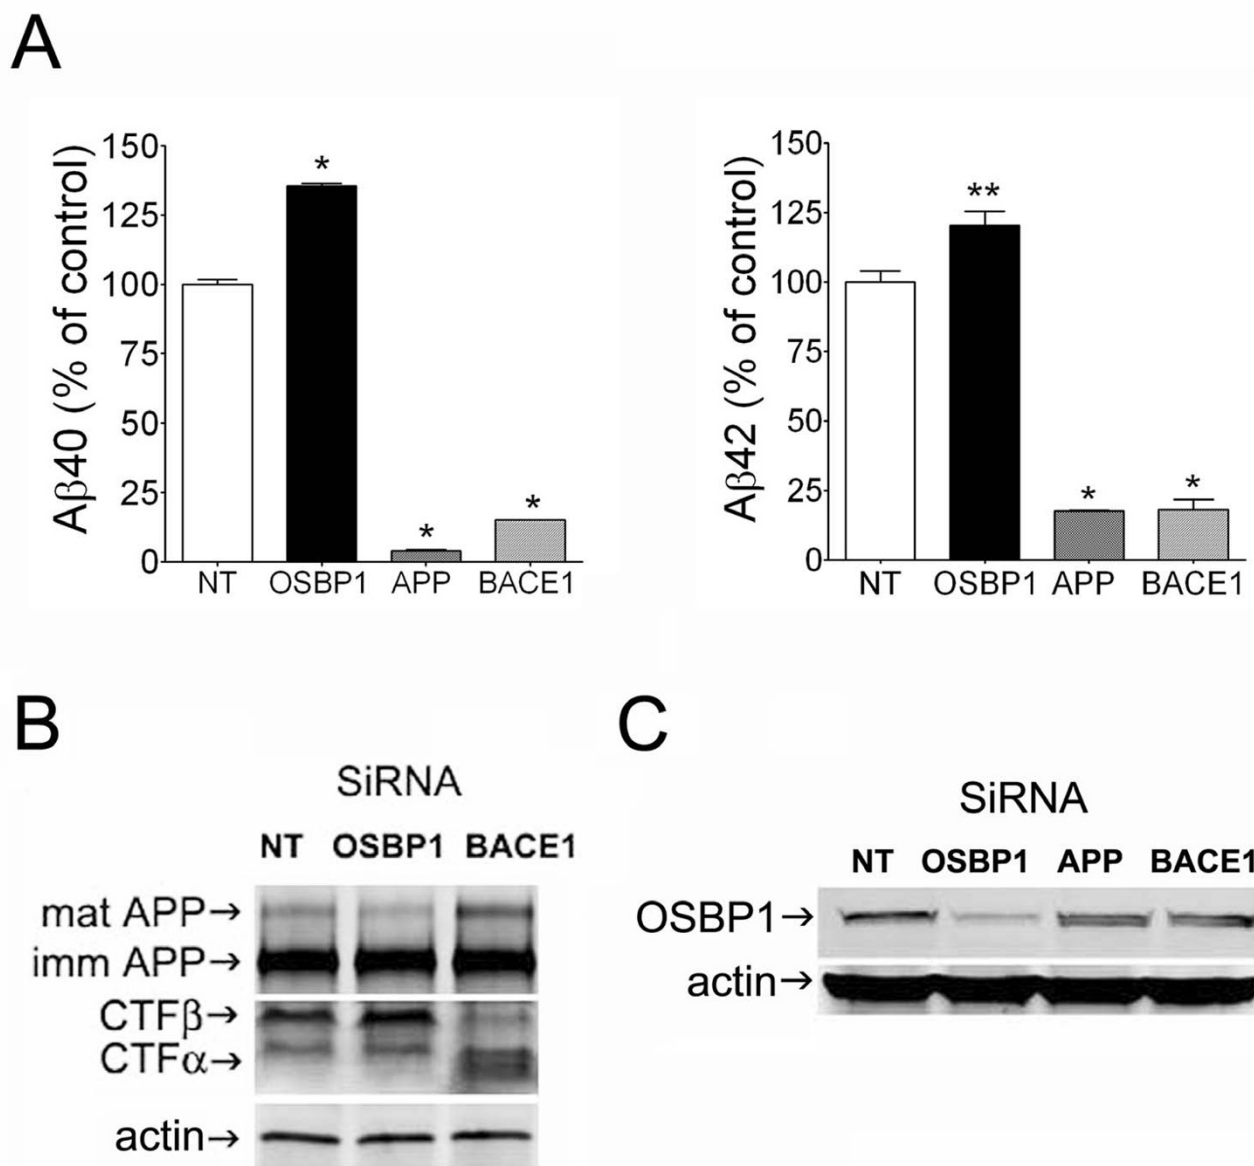 A
Aβ40 (% of control)
150
125
100
75
50
25
0
*
*
*
NT OSBP1 APP BACE1
Aβ42 (% of control)
150
125
100
75
50
25
0
**
*
*
NT OSBP1 APP BACE1
B
SiRNA
NT OSBP1 BACE1
mat APP→
imm APP→
CTFβ→
CTFα→
actin→
C
SiRNA
NT OSBP1 APP BACE1
OSBP1→
actin→